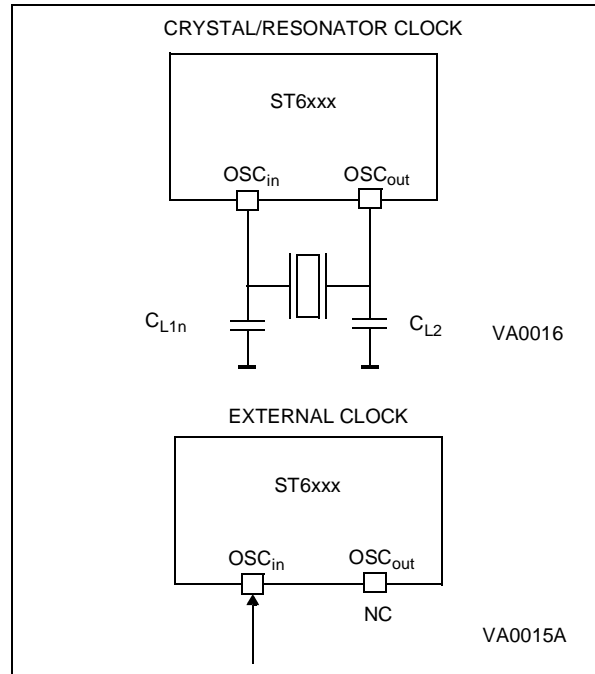 CRYSTAL/RESONATOR CLOCK
ST6xxx
OSCin OSCout
CL1n CL2
VA0016
EXTERNAL CLOCK
ST6xxx
OSCin OSCout
NC
VA0015A